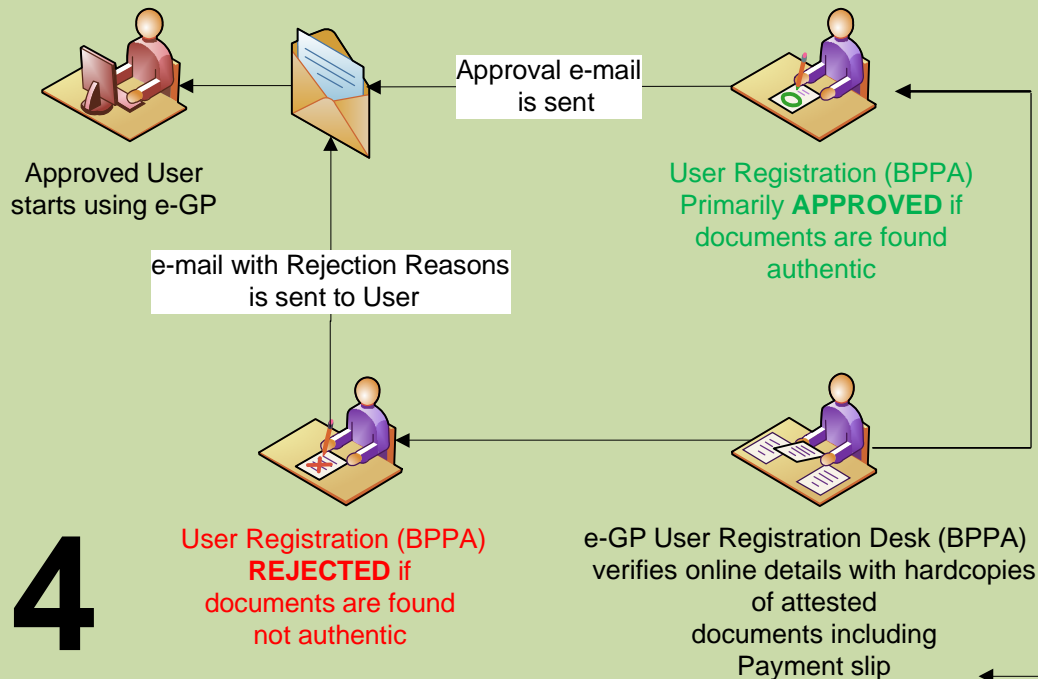 Approval e-mail
is sent
Approved User
starts using e-GP
User Registration (BPPA)
Primarily APPROVED if
documents are found
authentic
e-mail with Rejection Reasons
is sent to User
4
User Registration (BPPA)
REJECTED if
documents are found
not authentic
e-GP User Registration Desk (BPPA)
verifies online details with hardcopies
of attested
documents including
Payment slip